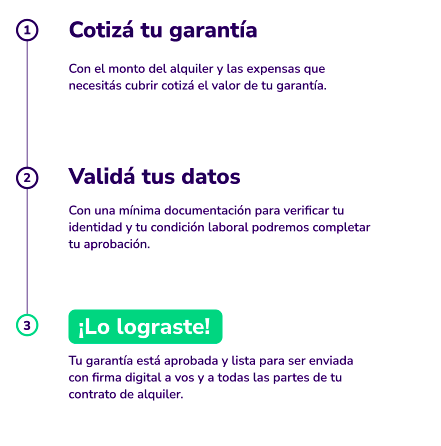 1
Cotizá tu garantía
Con el monto del alquiler y las expensas que
necesitás cubrir cotizá el valor de tu garantía.
2
Validá tus datos
Con una mínima documentación para verificar tu
identidad y tu condición laboral podremos completar
tu aprobación.
3
¡Lo lograste!
Tu garantía está aprobada y lista para ser enviada
con firma digital a vos y a todas las partes de tu
contrato de alquiler.